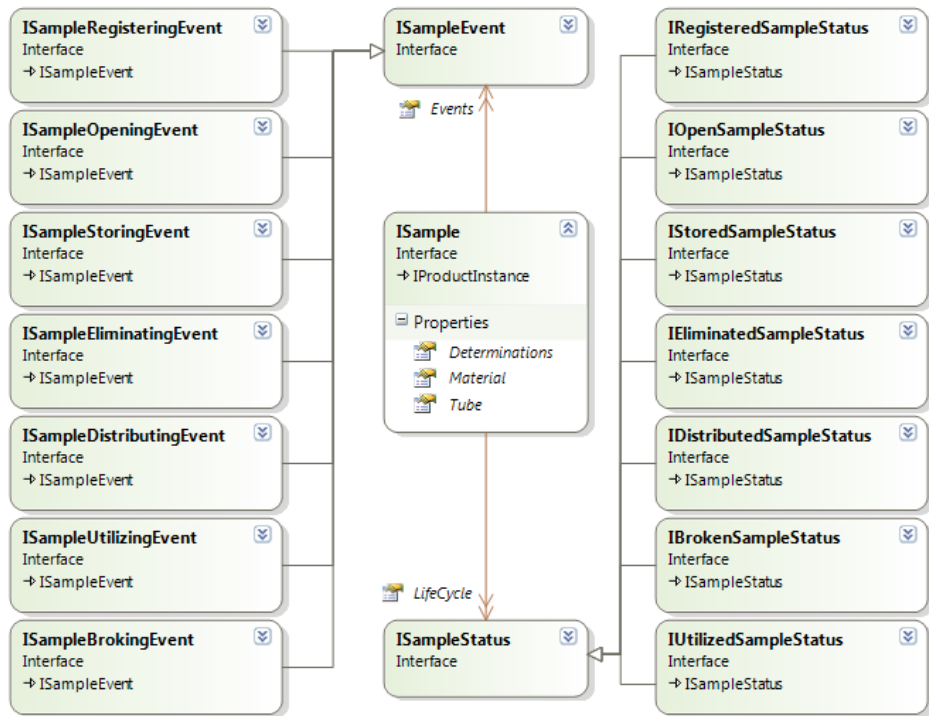 ISampleRegisteringEvent
Interface
ISampleEvent
ISampleOpeningEvent
Interface
ISampleEvent
ISampleStoringEvent
Interface
ISampleEvent
ISampleEliminatingEvent
Interface
ISampleEvent
ISampleDistributingEvent
Interface
ISampleEvent
ISampleUtilizingEvent
Interface
ISampleEvent
ISampleBrokingEvent
Interface
ISampleEvent
ISampleEvent
Interface
Events
ISample
Interface
IProductInstance
Properties
Determinations
Material
Tube
LifeCycle
ISampleStatus
Interface
IRegisteredSampleStatus
Interface
ISampleStatus
IOpenSampleStatus
Interface
ISampleStatus
IStoredSampleStatus
Interface
ISampleStatus
IEliminatedSampleStatus
Interface
ISampleStatus
IDistributedSampleStatus
Interface
ISampleStatus
IBrokenSampleStatus
Interface
ISampleStatus
IUtilizedSampleStatus
Interface
ISampleStatus